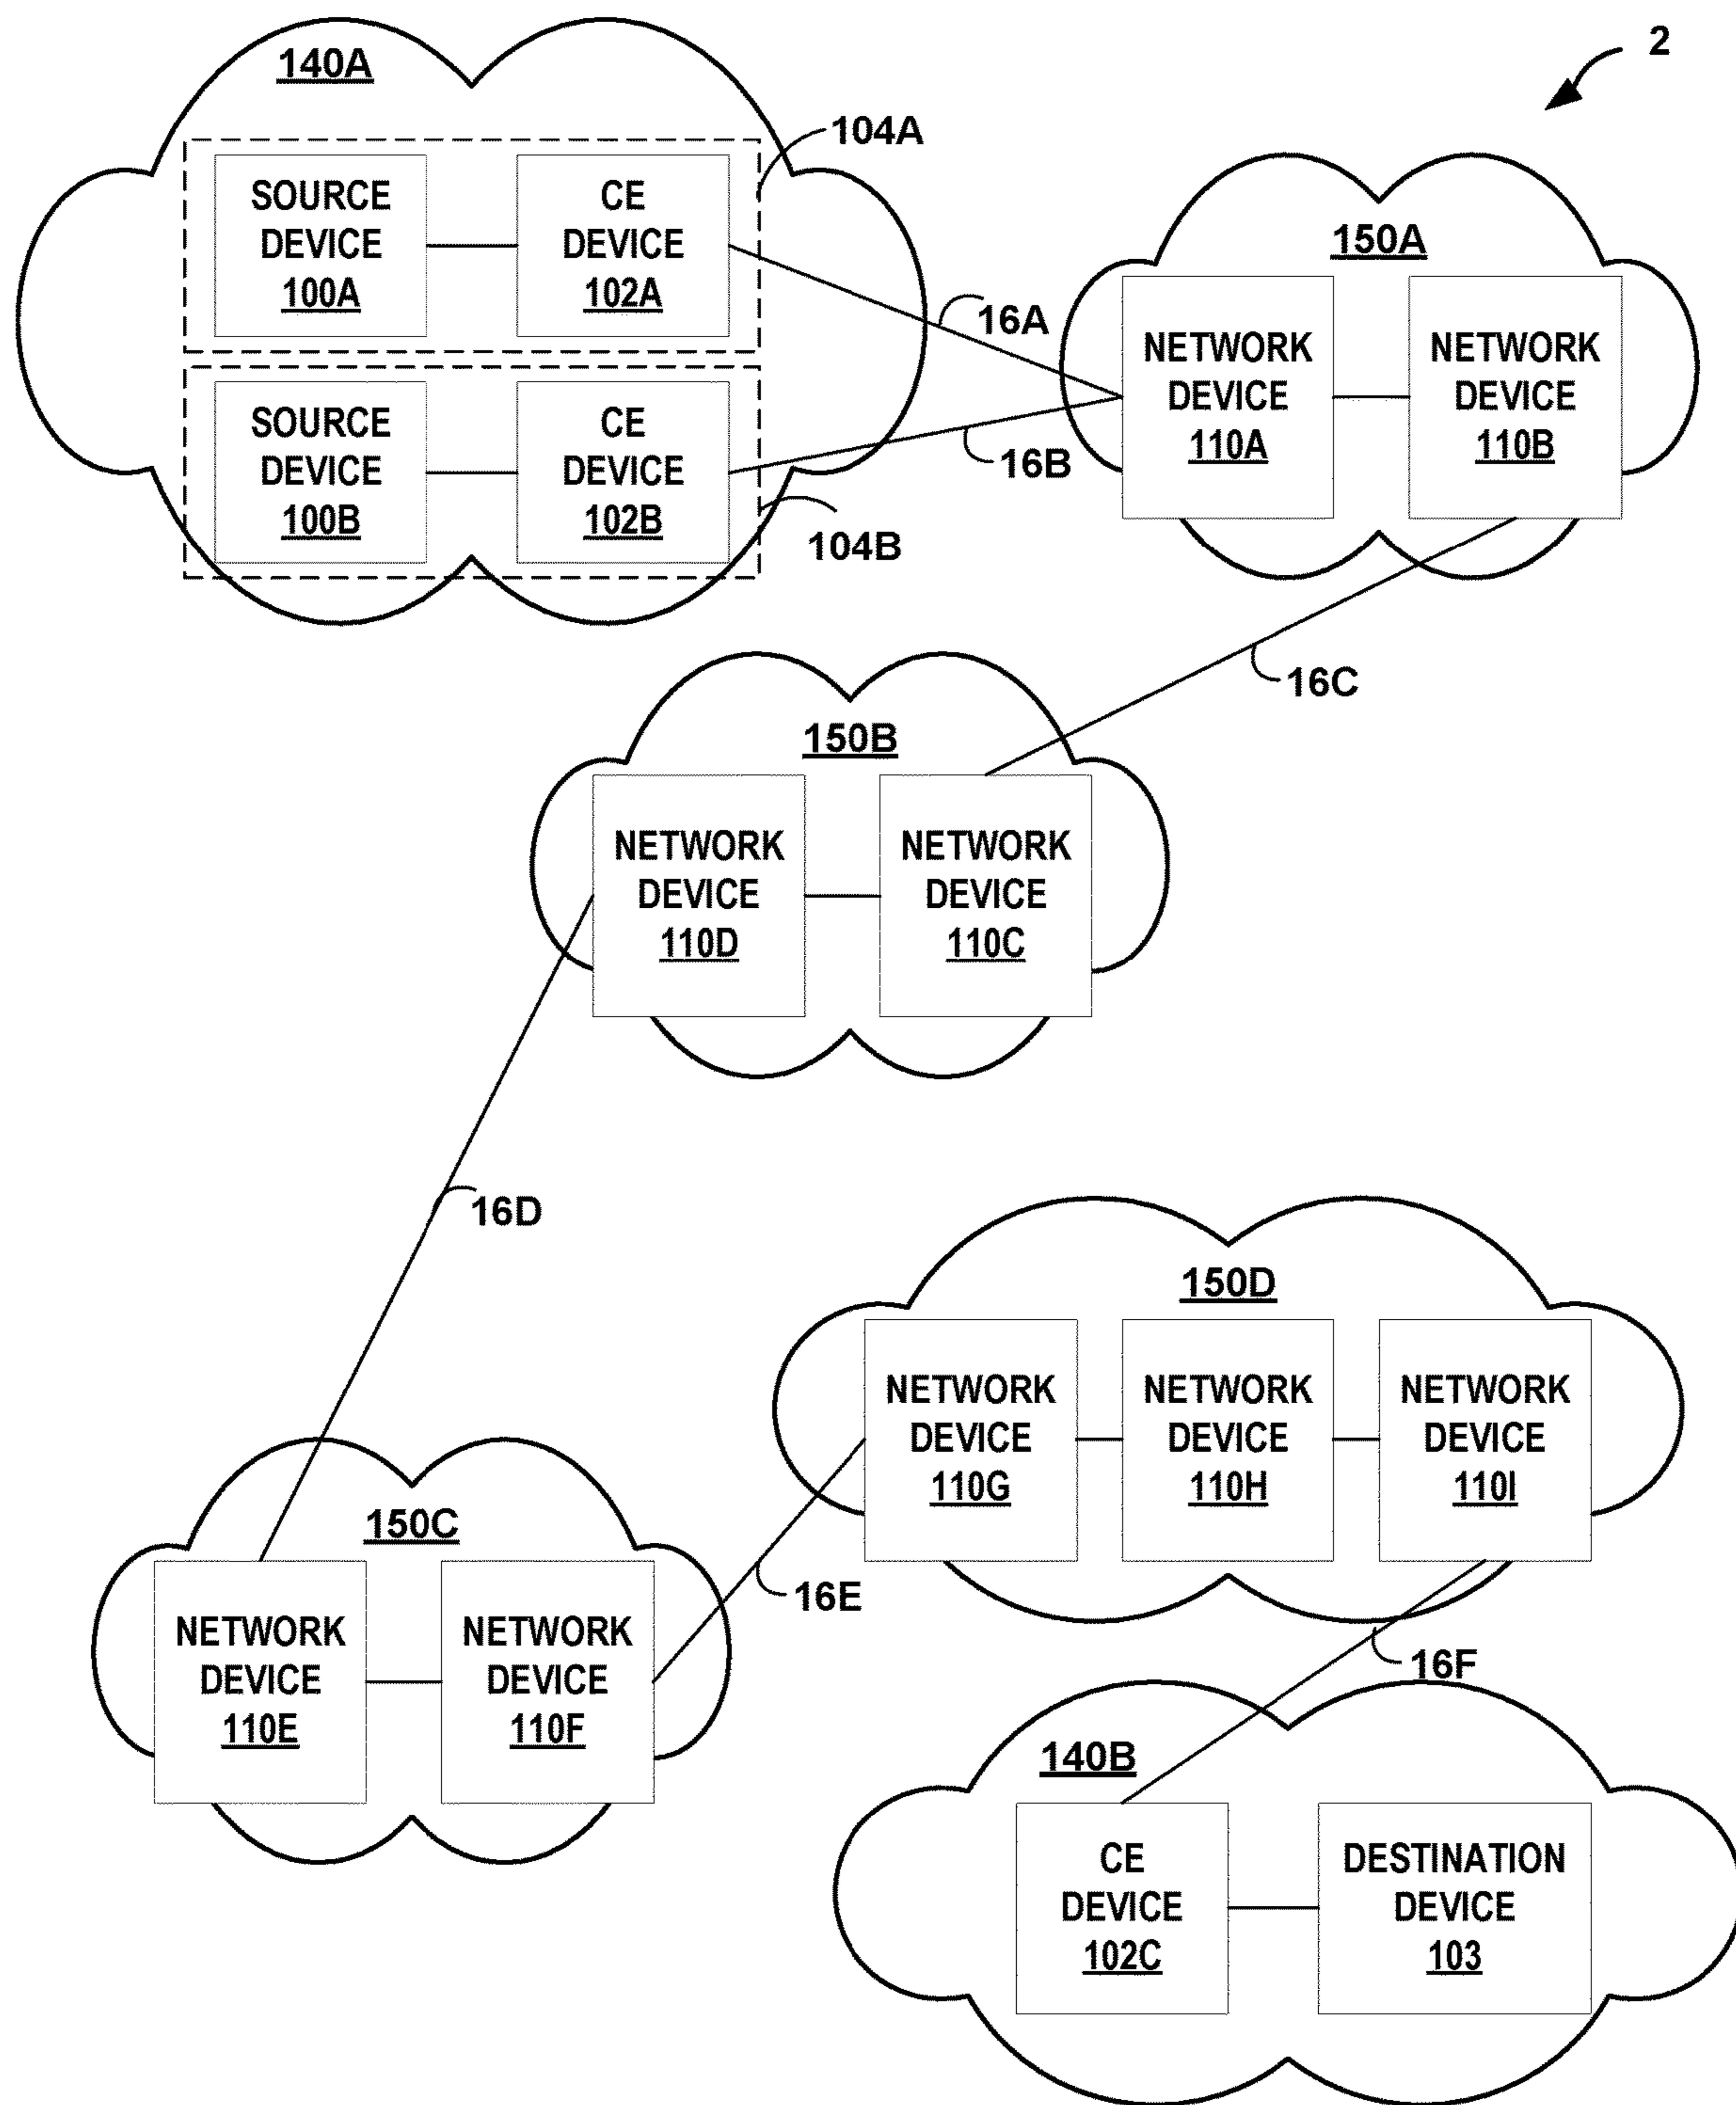 2
140A
104A
SOURCE
DEVICE
100A
CE
DEVICE
102A
16A
150A
NETWORK
DEVICE
110A
NETWORK
DEVICE
110B
SOURCE
DEVICE
100B
CE
DEVICE
102B
16B
104B
16C
150B
NETWORK
DEVICE
110D
NETWORK
DEVICE
110C
16D
150D
NETWORK
DEVICE
110G
NETWORK
DEVICE
110H
NETWORK
DEVICE
110I
150C
NETWORK
DEVICE
110E
NETWORK
DEVICE
110F
16E
16F
140B
CE
DEVICE
102C
DESTINATION
DEVICE
103